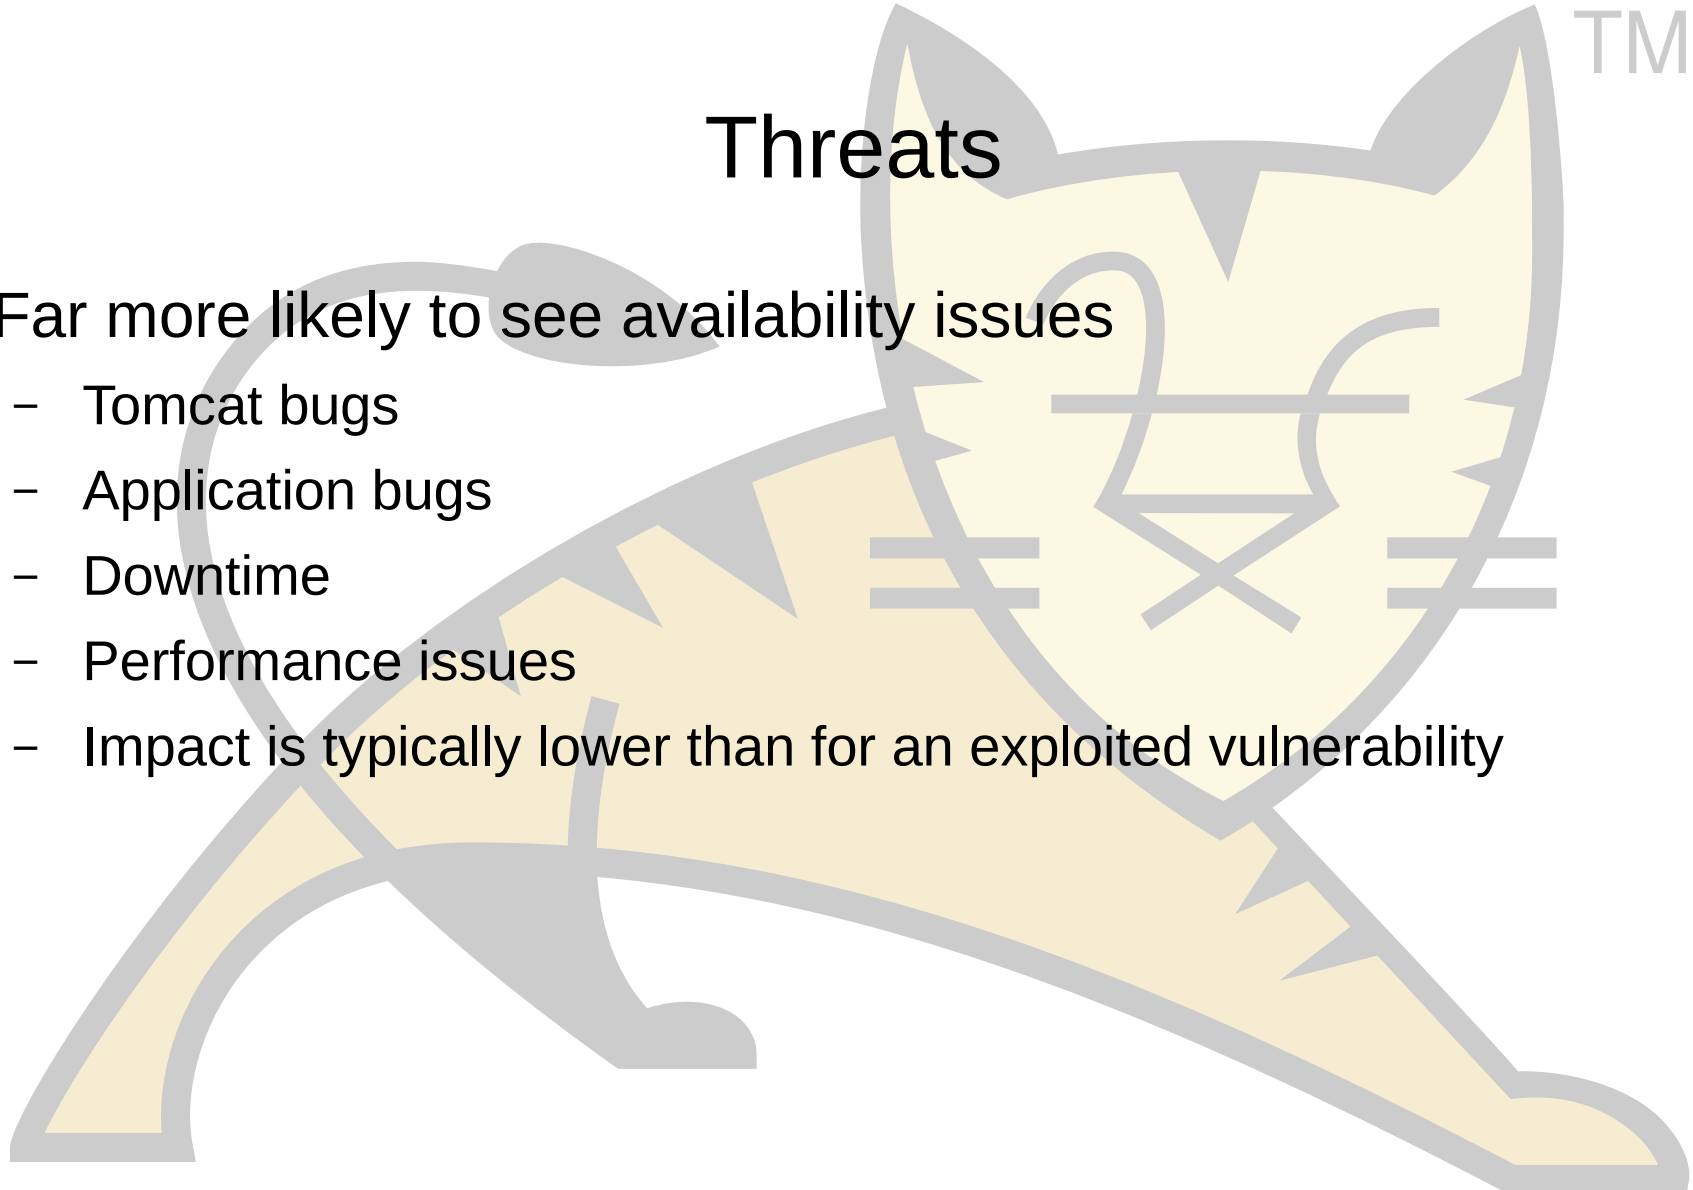 TM
Threats
Far more likely to see availability issues
– Tomcat bugs
– Application bugs
– Downtime
– Performance issues
– Impact is typically lower than for an exploited vulnerability